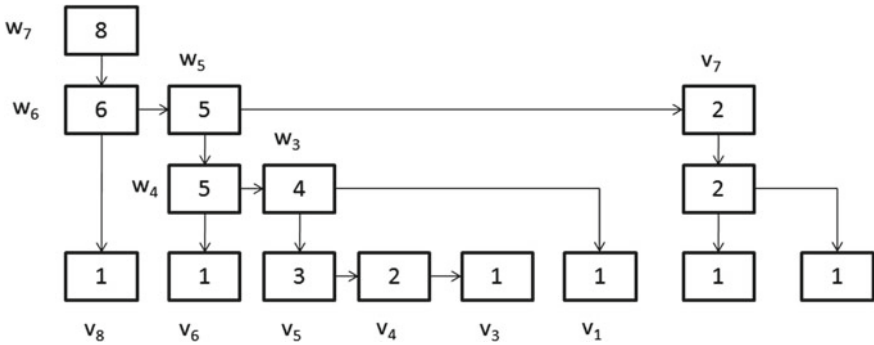 w₇ 8
w₅ v₇
w₆ 6 5 2
w₃
w₄ 5 4 2
1 1 3 2 1 1 1 1
v₈ v₆ v₅ v₄ v₃ v₁